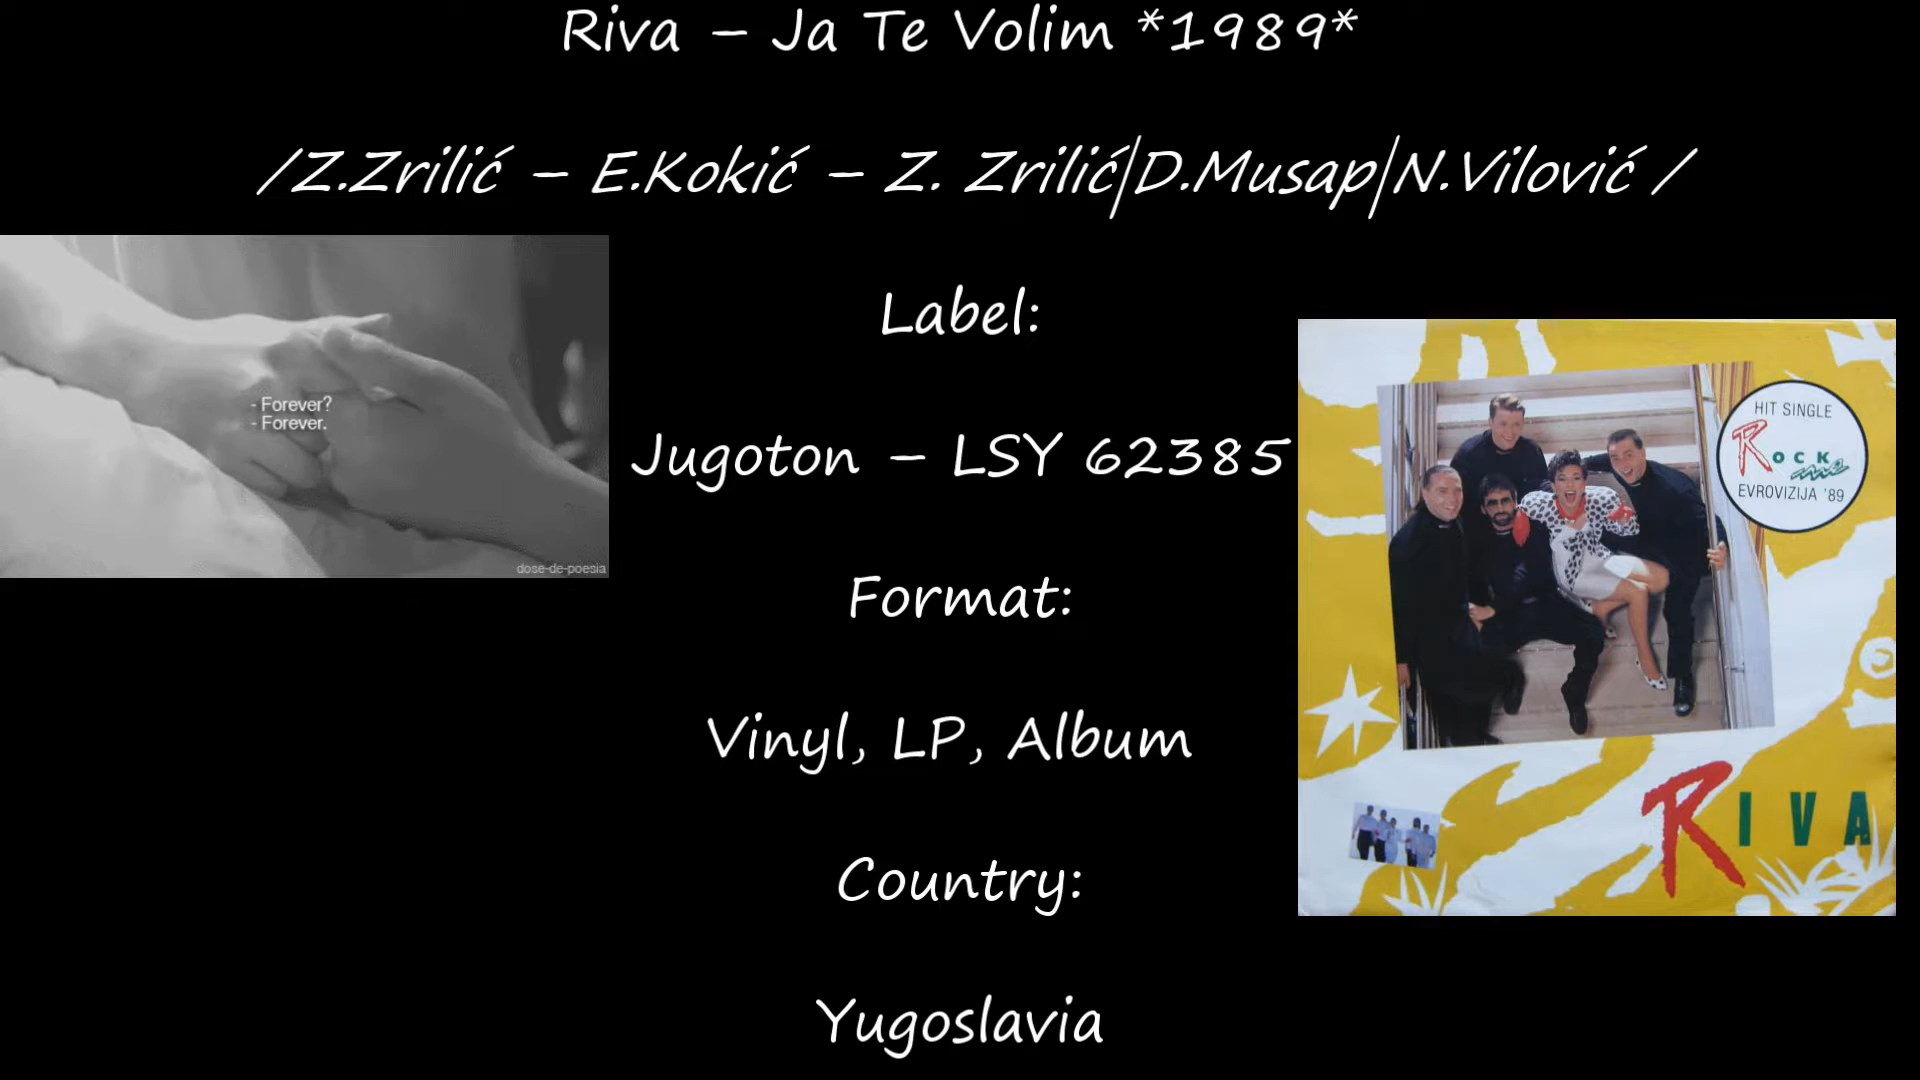 Riva – Ja Te Volim *1989*
/Z.Zrilić – E.Kokić – Z. Zrilić|D.Musap|N.Vilović /
- Forever?
- Forever.
dose-de-poesia
Label:
Jugoton – LSY 62385
Format:
Vinyl, LP, Album
Country:
Yugoslavia
HIT SINGLE
ROCK
me
EVROVIZIJA '89
RIVA